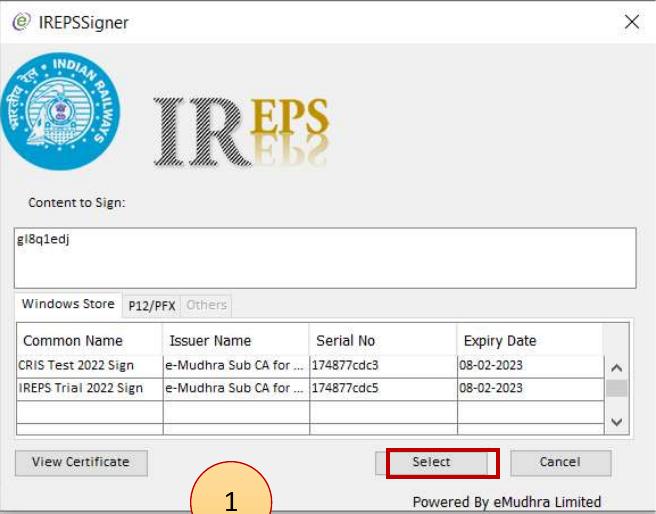 IREPSSigner
भारतीय रेल • INDIAN RAILWAYS
IREPS
Content to Sign:
gl8q1edj
Windows Store P12/PFX Others
Common Name Issuer Name Serial No Expiry Date
CRIS Test 2022 Sign e-Mudhra Sub CA for ... 174877cdc3 08-02-2023
IREPS Trial 2022 Sign e-Mudhra Sub CA for ... 174877cdc5 08-02-2023
View Certificate Select Cancel
1
Powered By eMudhra Limited